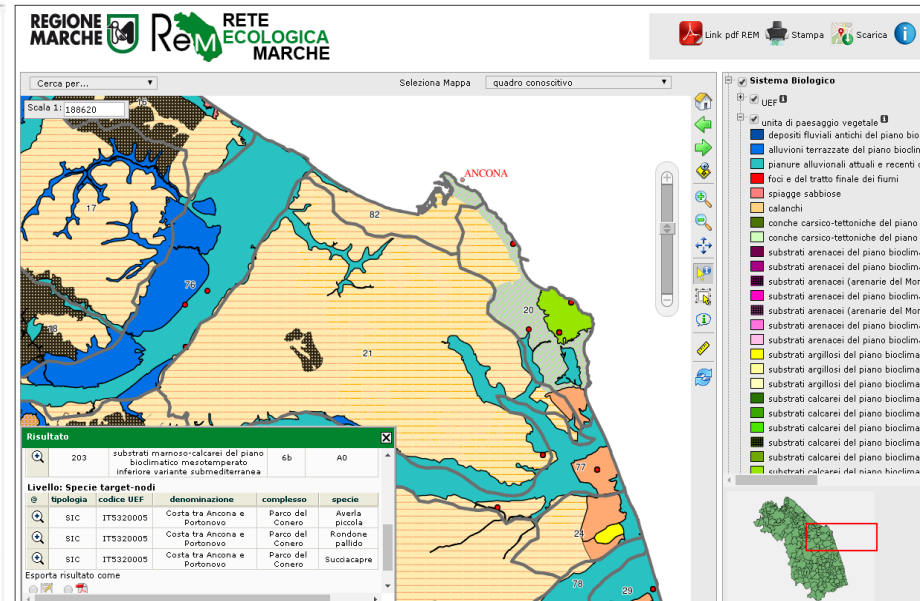 REGIONE
MARCHE
ReM
RETE
ECOLOGICA
MARCHE
Link pdf REM
Stampa
Scarica
Cerca per...
Seleziona Mappa
quadro conoscitivo
Scala 1: 188620
ANCONA
17
82
76
20
18
21
77
24
78
29
Risultato
203
substrati marnoso-calcarei del piano
bioclimatico mesotemperato
inferiore variante submediterranea
6b
A0
Livello: Specie target-nodi
@ tipologia codice UEF denominazione complesso specie
SIC IT5320005 Costa tra Ancona e Portonovo Parco del Conero Averla piccola
SIC IT5320005 Costa tra Ancona e Portonovo Parco del Conero Rondone pallido
SIC IT5320005 Costa tra Ancona e Portonovo Parco del Conero Succiacapre
Esporta risultato come
Sistema Biologico
UEF
unita di paesaggio vegetale
depositi fluviali antichi del piano bio
alluvioni terrazzate del piano bioclin
pianure alluvionali attuali e recenti
foci e del tratto finale dei fiumi
spiagge sabbiose
calanchi
conche carsico-tettoniche del piano
conche carsico-tettoniche del piano
substrati arenacei del piano bioclima
substrati arenacei del piano bioclima
substrati arenacei (arenarie del Mor
substrati arenacei del piano bioclima
substrati arenacei (arenarie del Mor
substrati arenacei del piano bioclima
substrati arenacei del piano bioclima
substrati argillosi del piano bioclima
substrati argillosi del piano bioclima
substrati argillosi del piano bioclima
substrati calcarei del piano bioclima
substrati calcarei del piano bioclima
substrati calcarei del piano bioclima
substrati calcarei del piano bioclima
substrati calcarei del piano bioclima
substrati calcarei del piano bioclima